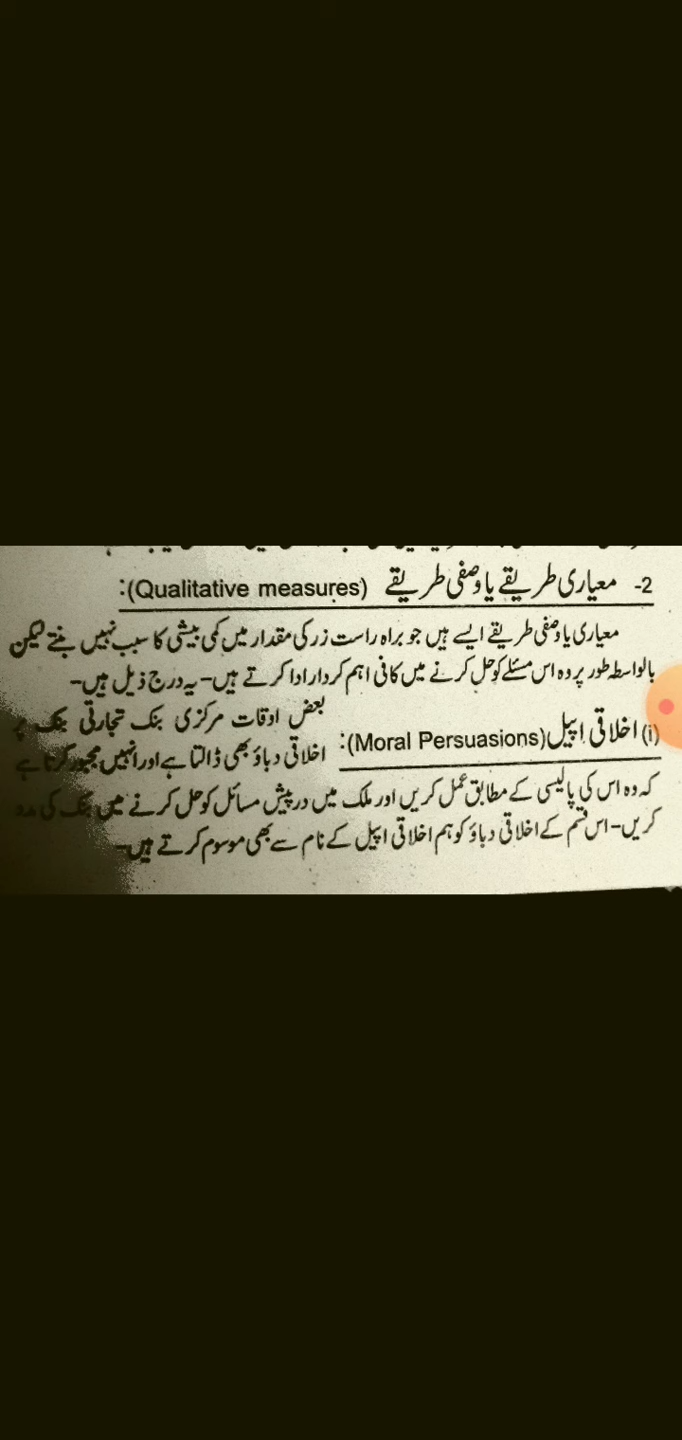 2- معیاری طریقے یا وصفی طریقے (Qualitative measures):
معیاری یا وصفی طریقے ایسے ہیں جو براہ راست زر کی مقدار میں کمی بیشی کا سبب نہیں بنتے لیکن
بالواسطہ طور پر وہ اس مسئلے کو حل کرنے میں کافی اہم کردار ادا کرتے ہیں- یہ درج ذیل ہیں-
(i) اخلاقی اپیل (Moral Persuasions): بعض اوقات مرکزی بنک تجارتی بنک پر
اخلاقی دباؤ بھی ڈالتا ہے اور انہیں مجبور کرتا ہے
کہ وہ اس کی پالیسی کے مطابق عمل کریں اور ملک میں درپیش مسائل کو حل کرنے میں بنک کی مدد
کریں- اس قسم کے اخلاقی دباؤ کو ہم اخلاقی اپیل کے نام سے بھی موسوم کرتے ہیں-